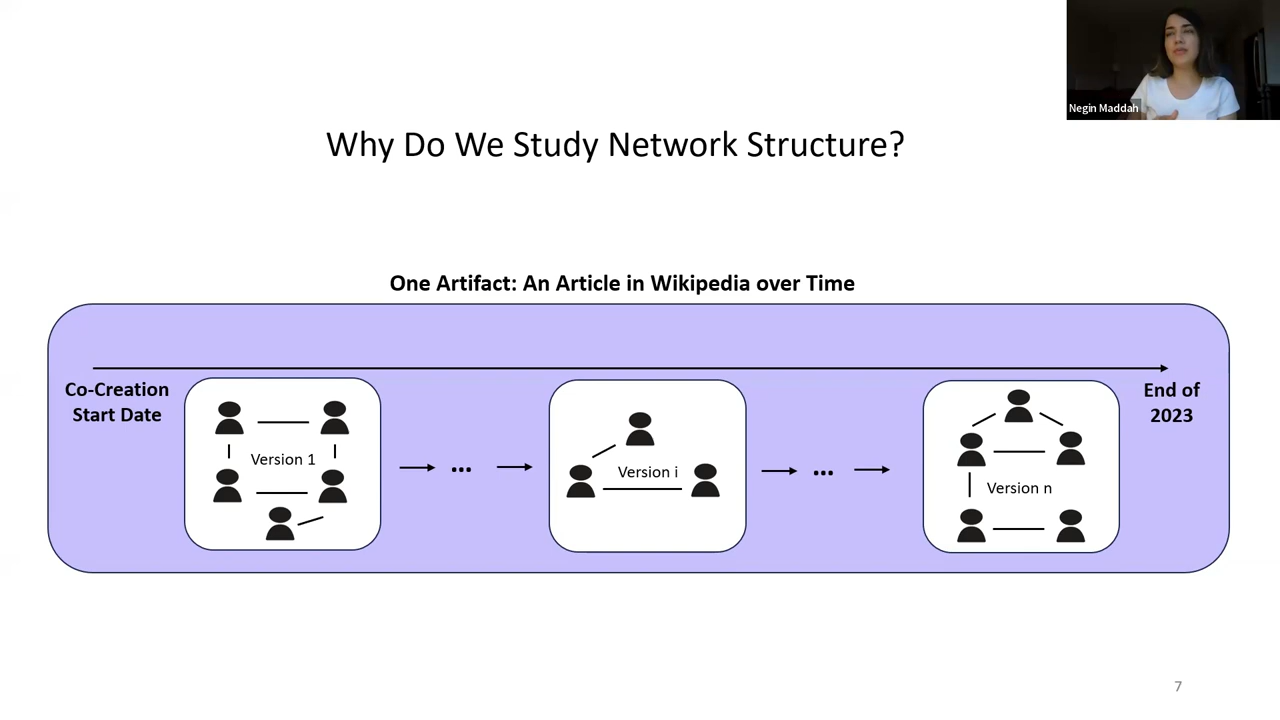 Negin Maddah
Why Do We Study Network Structure?
One Artifact: An Article in Wikipedia over Time
Co-Creation
Start Date
End of
2023
Version 1
...
Version i
...
Version n
7